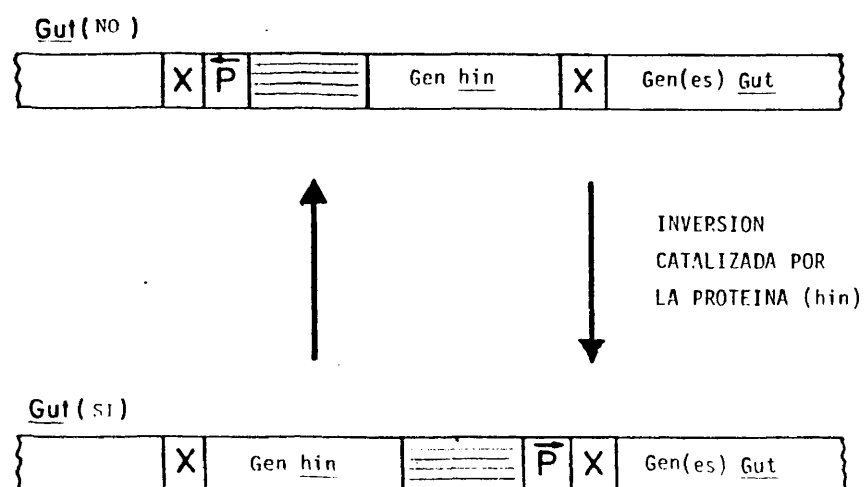 Gut (NO)
X P Gen hin X Gen(es) Gut
INVERSION
CATALIZADA POR
LA PROTEINA (hin)
Gut (SI)
X Gen hin P X Gen(es) Gut